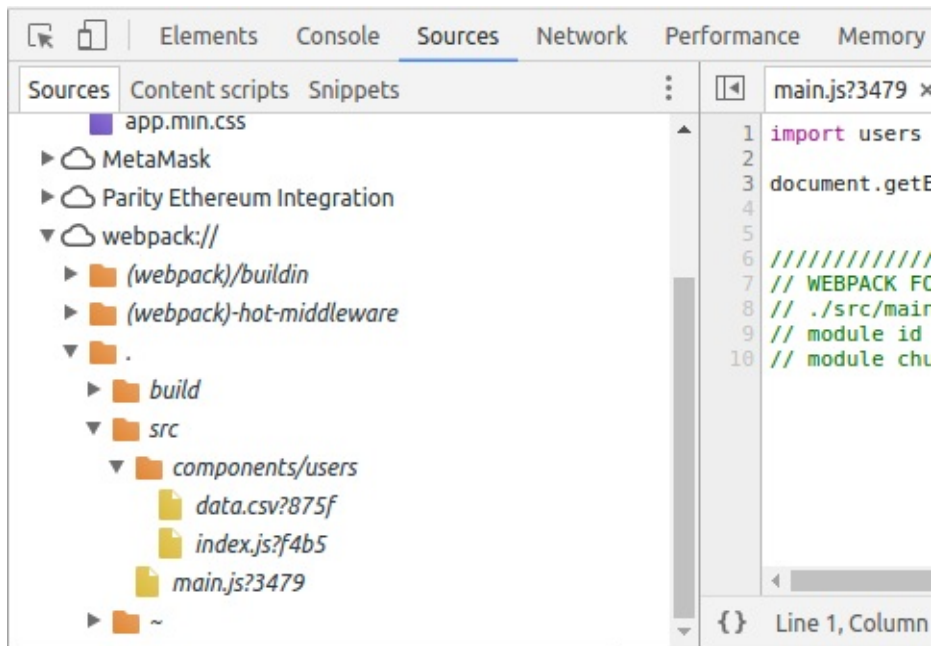 Elements Console Sources Network Performance Memory
Sources Content scripts Snippets
app.min.css
MetaMask
Parity Ethereum Integration
webpack://
(webpack)/buildin
(webpack)-hot-middleware
.
build
src
components/users
data.csv?875f
index.js?f4b5
main.js?3479
~
main.js?3479 ×
1 import users
2
3 document.getE
4
5
6 /////////////
7 // WEBPACK FO
8 // ./src/main
9 // module id
10 // module chu
{} Line 1, Column